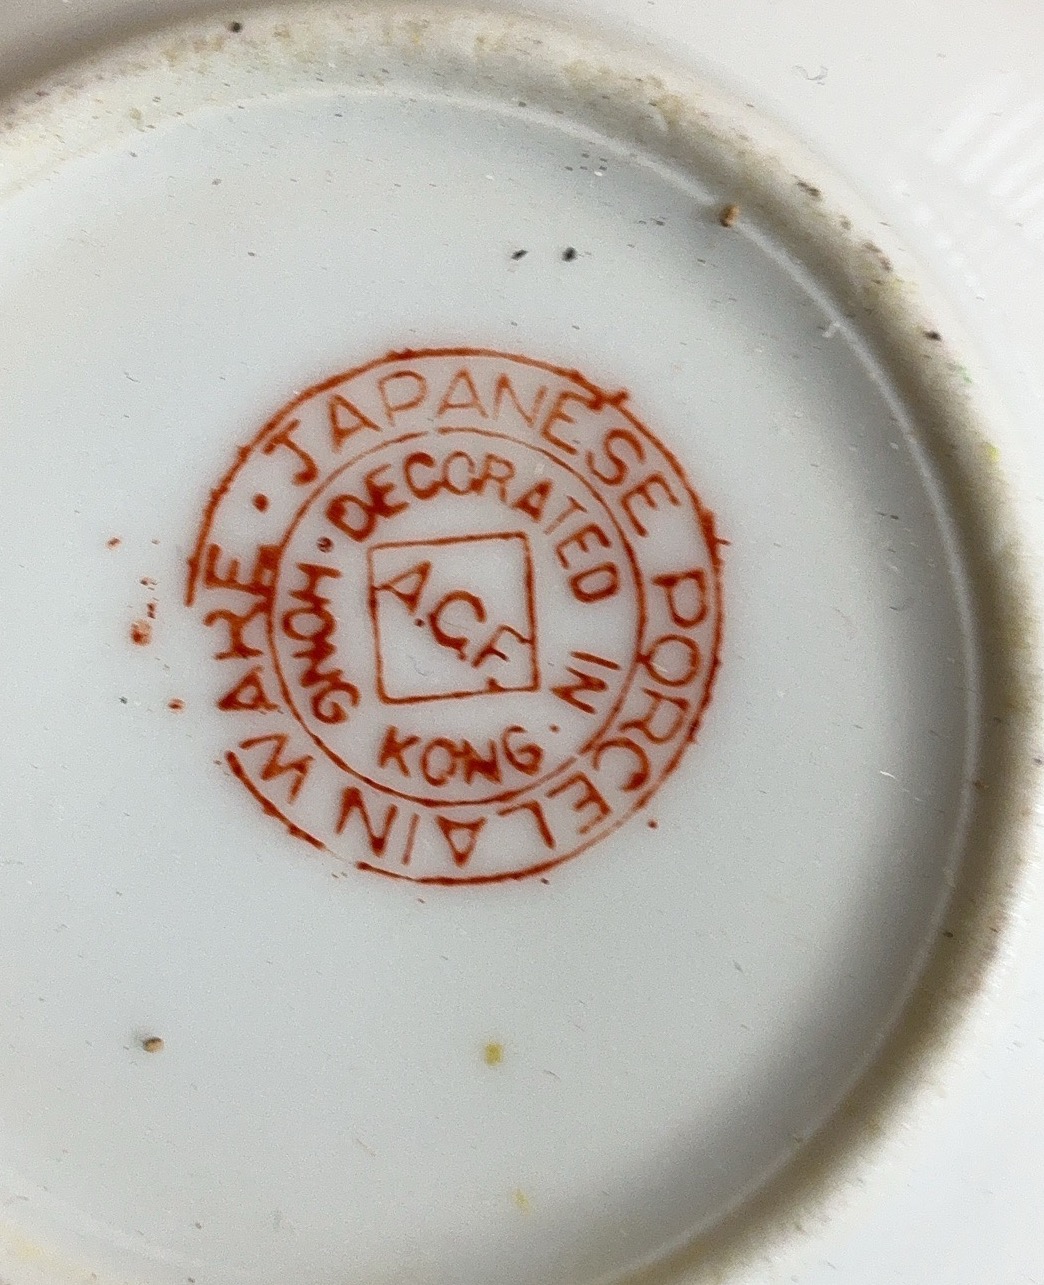 JAPANESE PORCELAIN WARE ·
DECORATED IN HONG KONG ·
A.C.F.